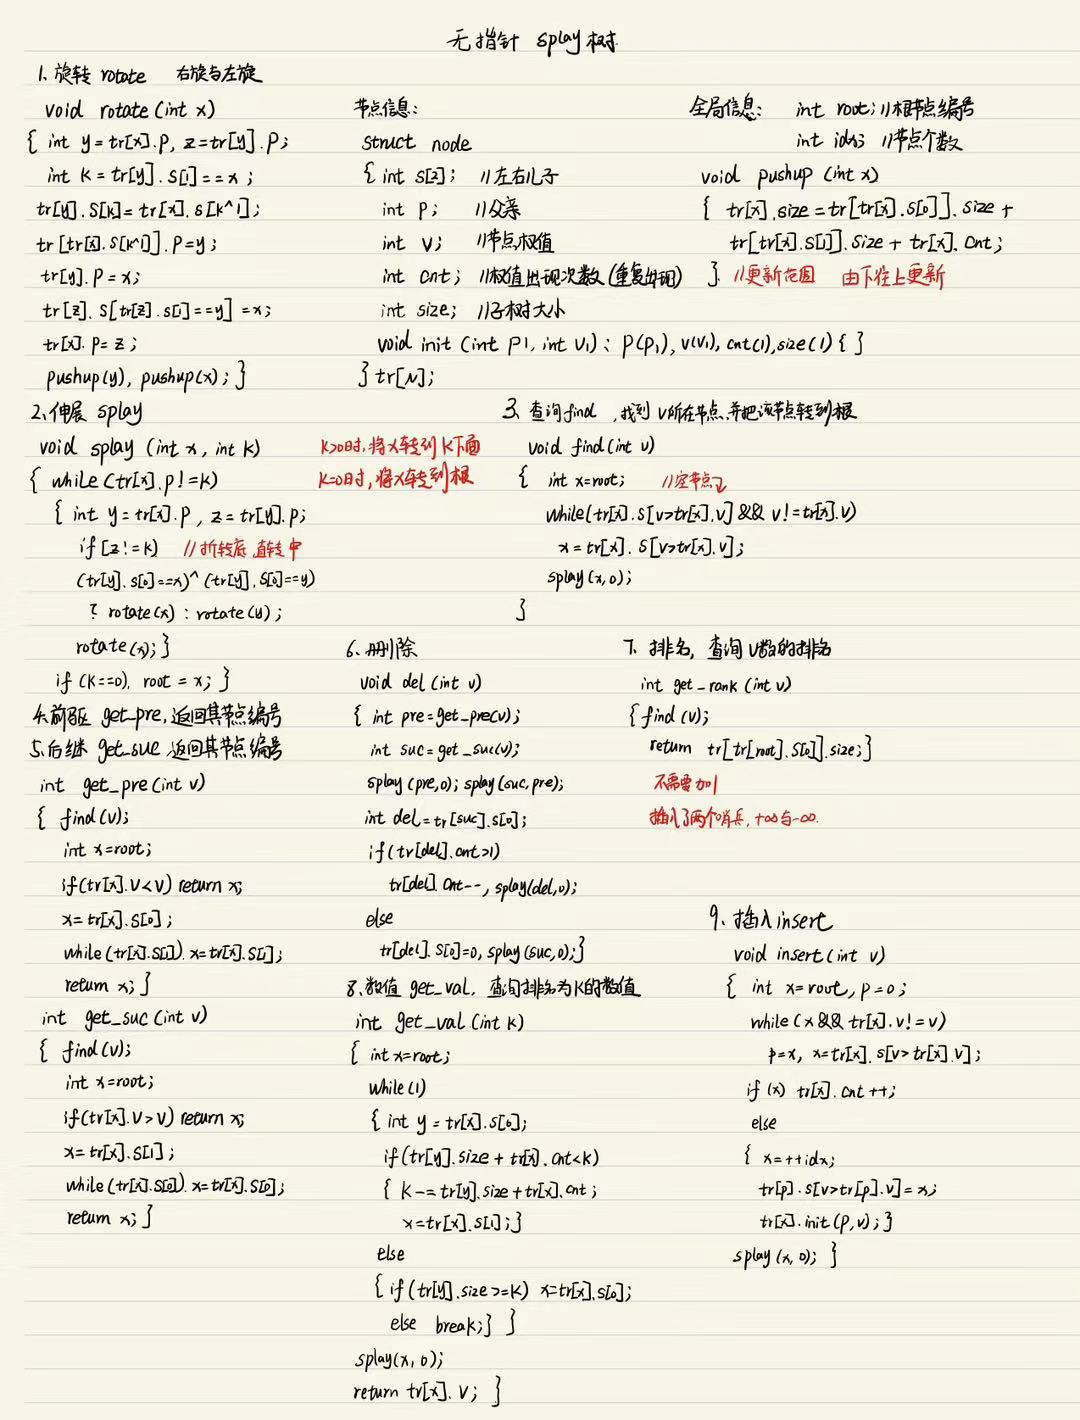 无指针 splay树
1、旋转 rotate 右旋与左旋
void rotate(int x)
{ int y=tr[x].p, z=tr[y].p;
int k=tr[y].s[1]==x;
tr[y].s[k]=tr[x].s[k^1];
tr[tr[x].s[k^1]].p=y;
tr[y].p=x;
tr[z].s[tr[z].s[1]==y]=x;
tr[x].p=z;
pushup(y), pushup(x); }
节点信息:
struct node
{ int s[2]; //左右儿子
int p; //父亲
int v; //节点权值
int cnt; //权值出现次数(重复出现)
int size; //子树大小
void init(int p1, int v1): p(p1), v(v1), cnt(1), size(1) { }
} tr[N];
全局信息: int root; //根节点编号
int idx; //节点个数
void pushup(int x)
{ tr[x].size=tr[tr[x].s[0]].size+
tr[tr[x].s[1]].size+tr[x].cnt;
}. //更新范围 由下往上更新
2、伸展 splay
void splay (int x, int k)
K>0时,将x转到K下面
K=0时,将x转到根
{ while(tr[x].p!=k)
{ int y=tr[x].p, z=tr[y].p;
if[z!=k) //折转底,直转中
(tr[y].s[0]==x)^(tr[y].s[0]==y)
? rotate(x) : rotate(y);
rotate(x); }
if (k==0), root=x; }
3、查询find,找到v所在节点,并把该节点转到根
void find(int v)
{ int x=root; //空节点
while(tr[x].s[v>tr[x].v] && v!=tr[x].v)
x=tr[x].s[v>tr[x].v];
splay(x,0);
}
4、前驱 get_pre,返回其节点编号
5、后继 get_suc 返回其节点编号
int get_pre(int v)
{ find(v);
int x=root;
if(tr[x].v<v) return x;
x=tr[x].s[0];
while(tr[x].s[1]) x=tr[x].s[1];
return x; }
int get_suc(int v)
{ find(v);
int x=root;
if(tr[x].v>v) return x;
x=tr[x].s[1];
while(tr[x].s[0]) x=tr[x].s[0];
return x; }
6、删除
void del(int v)
{ int pre=get_pre(v);
int suc=get_suc(v);
splay(pre,0); splay(suc,pre);
int del=tr[suc].s[0];
if(tr[del].cnt>1)
tr[del].cnt--, splay(del,0);
else
tr[del].s[0]=0, splay(suc,0); }
7、排名,查询v数的排名
int get_rank(int v)
{ find(v);
return tr[tr[root].s[0]].size; }
不需要加1
插入了两个哨兵,+∞与-∞.
8、数值 get_val,查询排名为k的数值
int get_val(int k)
{ int x=root;
while(1)
{ int y=tr[x].s[0];
if(tr[y].size+tr[x].cnt<k)
{ k-=tr[y].size+tr[x].cnt;
x=tr[x].s[1]; }
else
{ if(tr[y].size>=k) x=tr[x].s[0];
else break; } }
splay(x,0);
return tr[x].v; }
9、插入insert
void insert(int v)
{ int x=root, p=0;
while(x&&tr[x].v!=v)
p=x, x=tr[x].s[v>tr[x].v];
if(x) tr[x].cnt++;
else
{ x=++idx;
tr[p].s[v>tr[p].v]=x;
tr[x].init(p,v); }
splay(x,0); }